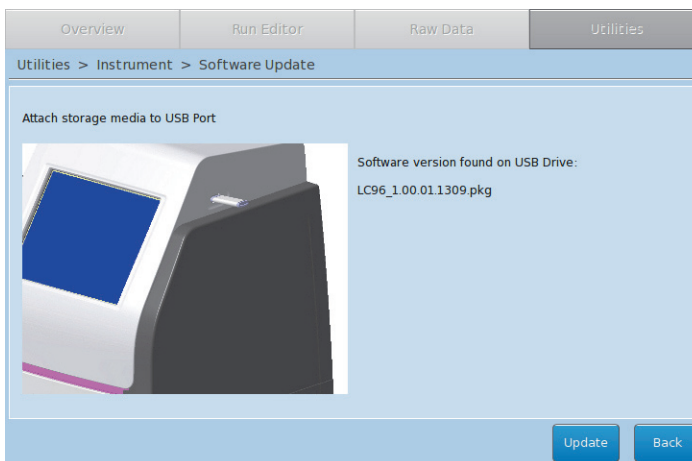 Overview
Run Editor
Raw Data
Utilities
Utilities > Instrument > Software Update
Attach storage media to USB Port
Software version found on USB Drive:
LC96_1.00.01.1309.pkg
Update
Back